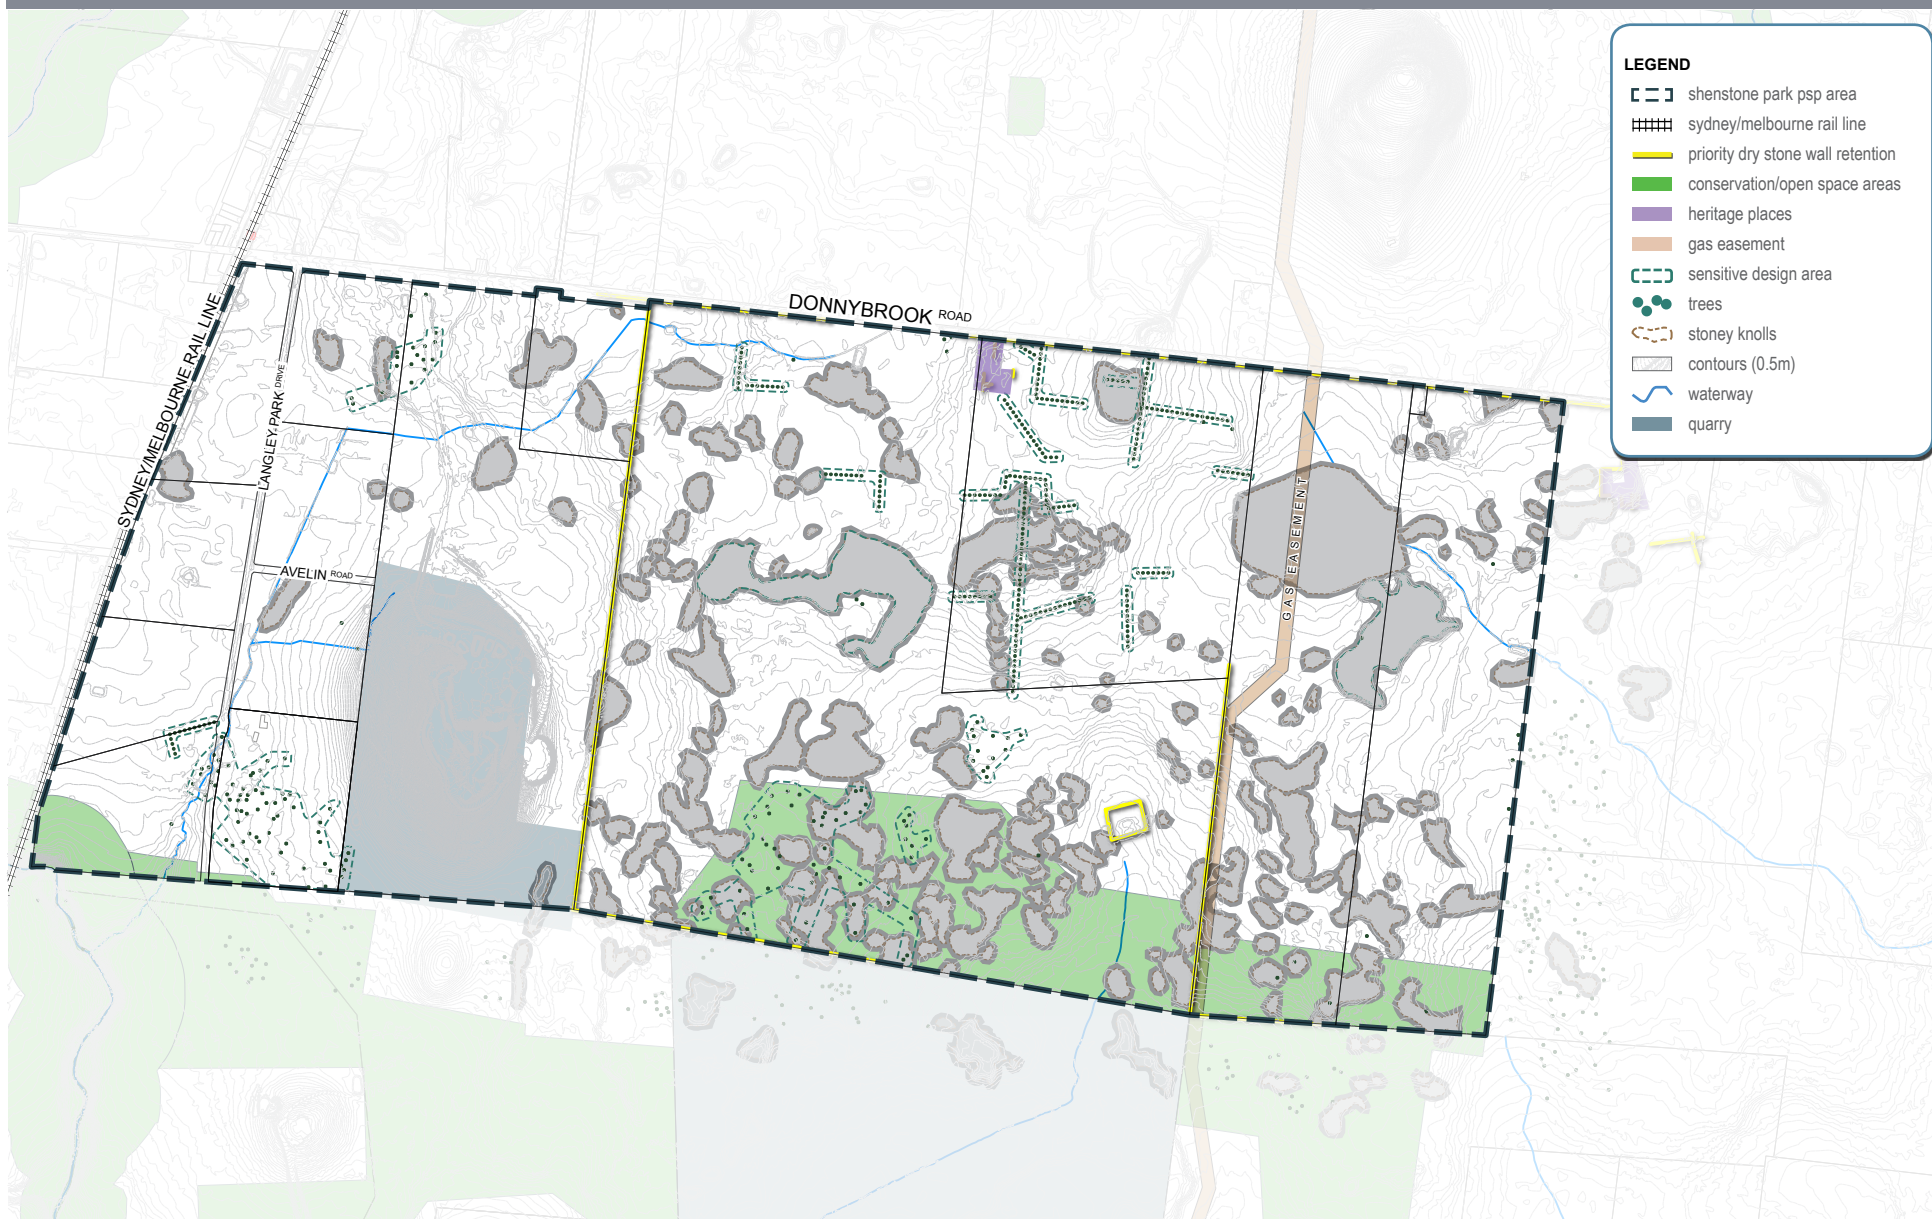 LEGEND
shenstone park psp area
sydney/melbourne rail line
priority dry stone wall retention
conservation/open space areas
heritage places
gas easement
sensitive design area
trees
stoney knolls
contours (0.5m)
waterway
quarry
DONNYBROOK ROAD
SYDNEY/MELBOURNE RAIL LINE
LANGLEY PARK DRIVE
AVELIN ROAD
GAS EASEMENT